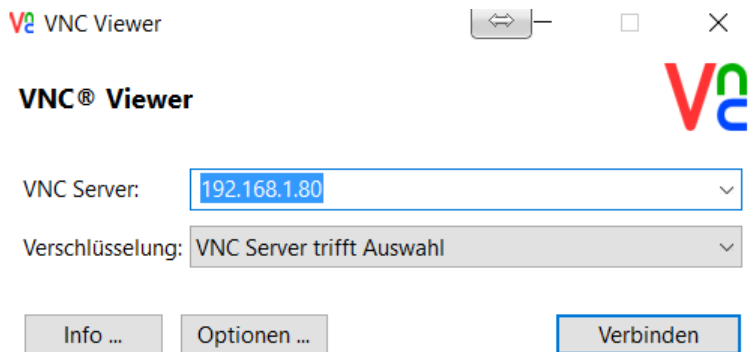 VNC Viewer
VNC® Viewer
VNC Server: 192.168.1.80
Verschlüsselung: VNC Server trifft Auswahl
Info ... Optionen ... Verbinden